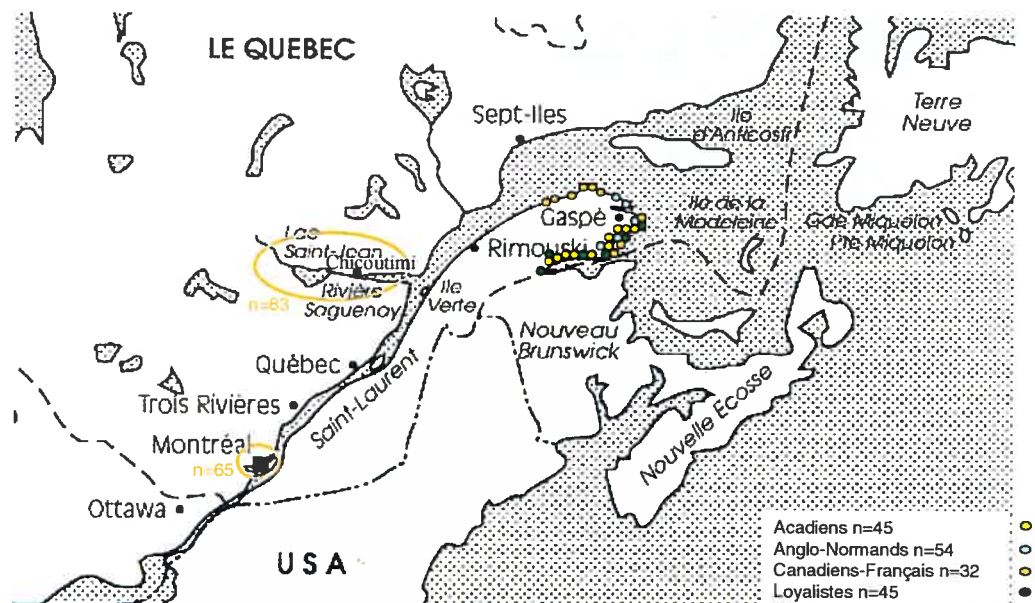 LE QUEBEC
Sept-Iles
Ile
d'Anticosti
Terre
Neuve
Gaspé
Ile de la
Madeleine
Gde Miquelon
Pte Miquelon
Rimouski
Lac
Saint-Jean
Chicoutimi
n=83
Rivière
Saguenay
Ile
Verte
Nouveau
Brunswick
Québec
Saint-Laurent
Trois Rivières
Montréal
n=65
Nouvelle Ecosse
Ottawa
USA
Acadiens n=45
Anglo-Normands n=54
Canadiens-Français n=32
Loyalistes n=45